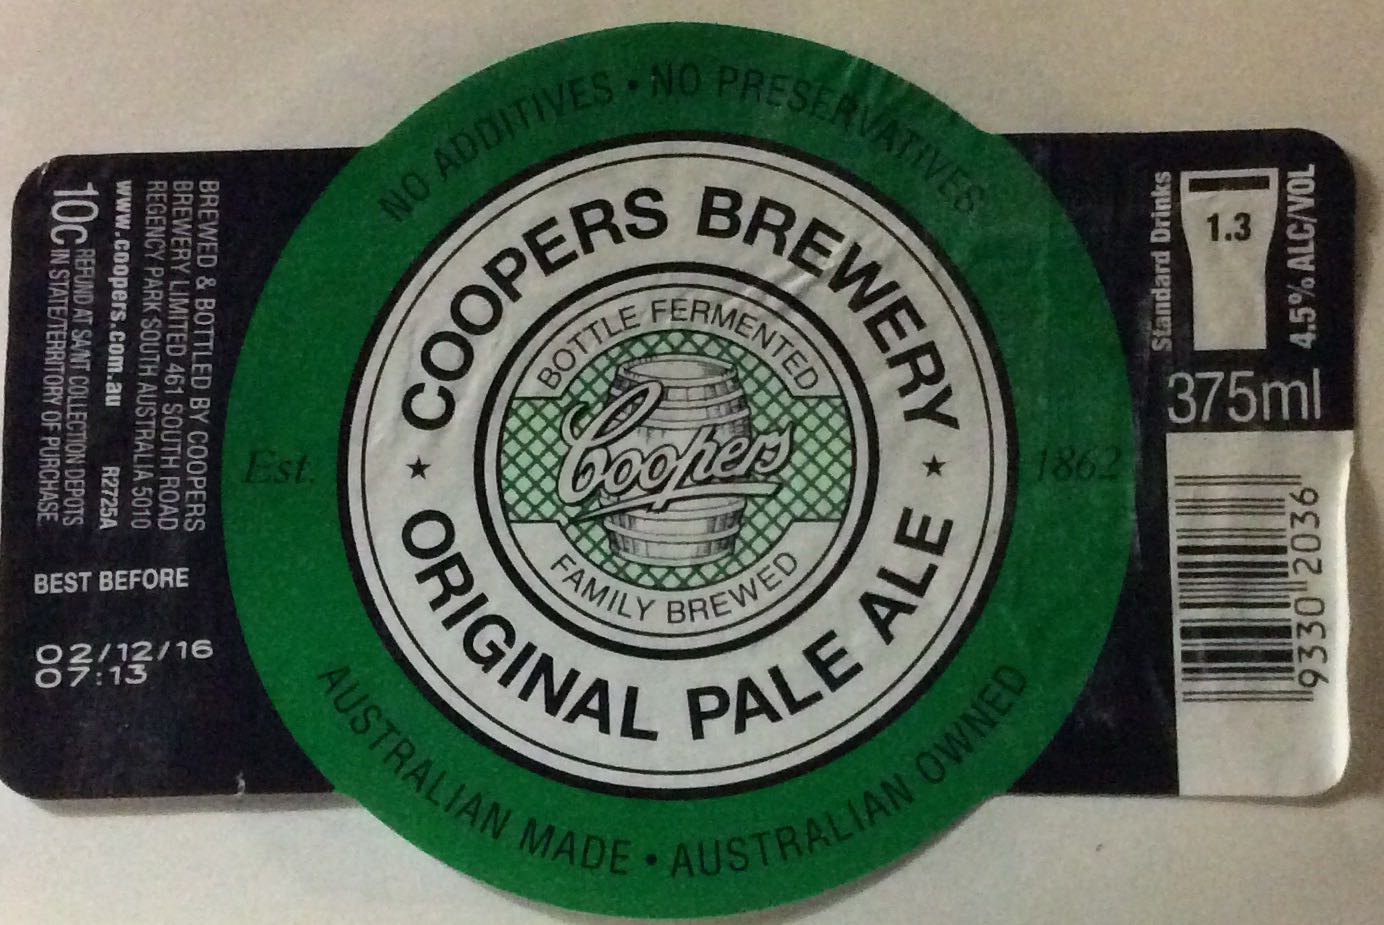 NO ADDITIVES • NO PRESERVATIVES
COOPERS BREWERY
BOTTLE FERMENTED
Coopers
FAMILY BREWED
★ ORIGINAL PALE ALE ★
Est. 1862
AUSTRALIAN MADE • AUSTRALIAN OWNED
BREWED & BOTTLED BY COOPERS
BREWERY LIMITED 461 SOUTH ROAD
REGENCY PARK SOUTH AUSTRALIA 5010
www.coopers.com.au R2725A
10C REFUND AT SA/NT COLLECTION DEPOTS
IN STATE/TERRITORY OF PURCHASE.
BEST BEFORE
02/12/16
07:13
Standard Drinks
1.3
4.5% ALC/VOL
375ml
93302036